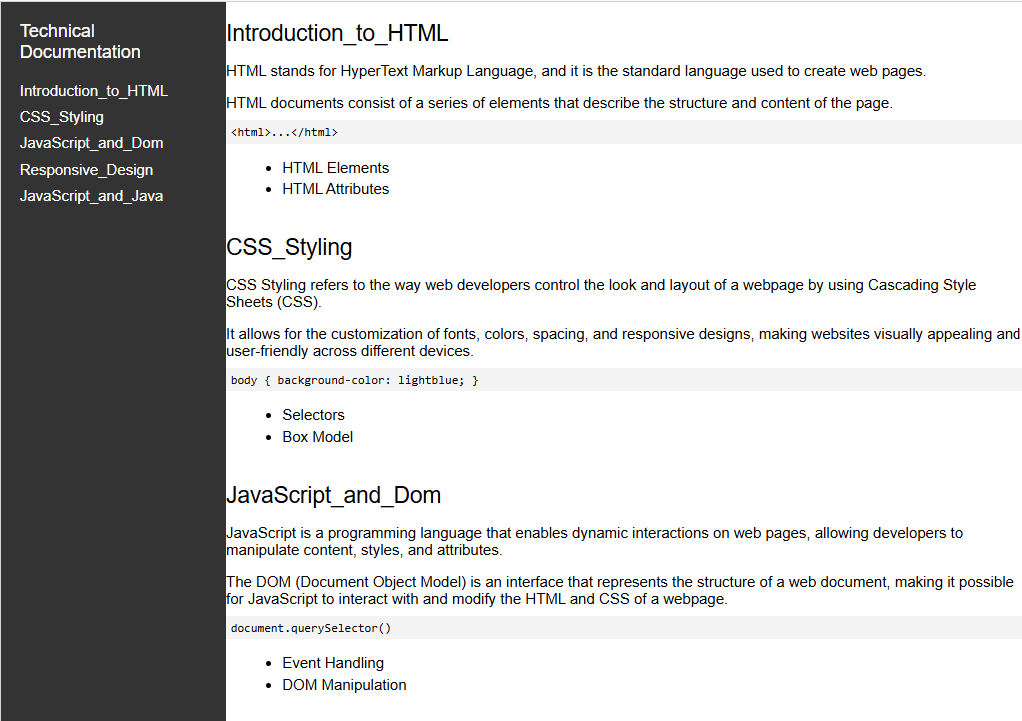 Technical
Documentation
Introduction_to_HTML
CSS_Styling
JavaScript_and_Dom
Responsive_Design
JavaScript_and_Java
Introduction_to_HTML
HTML stands for HyperText Markup Language, and it is the standard language used to create web pages.
HTML documents consist of a series of elements that describe the structure and content of the page.
<html>...</html>
• HTML Elements
• HTML Attributes
CSS_Styling
CSS Styling refers to the way web developers control the look and layout of a webpage by using Cascading Style
Sheets (CSS).
It allows for the customization of fonts, colors, spacing, and responsive designs, making websites visually appealing and
user-friendly across different devices.
body { background-color: lightblue; }
• Selectors
• Box Model
JavaScript_and_Dom
JavaScript is a programming language that enables dynamic interactions on web pages, allowing developers to
manipulate content, styles, and attributes.
The DOM (Document Object Model) is an interface that represents the structure of a web document, making it possible
for JavaScript to interact with and modify the HTML and CSS of a webpage.
document.querySelector()
• Event Handling
• DOM Manipulation